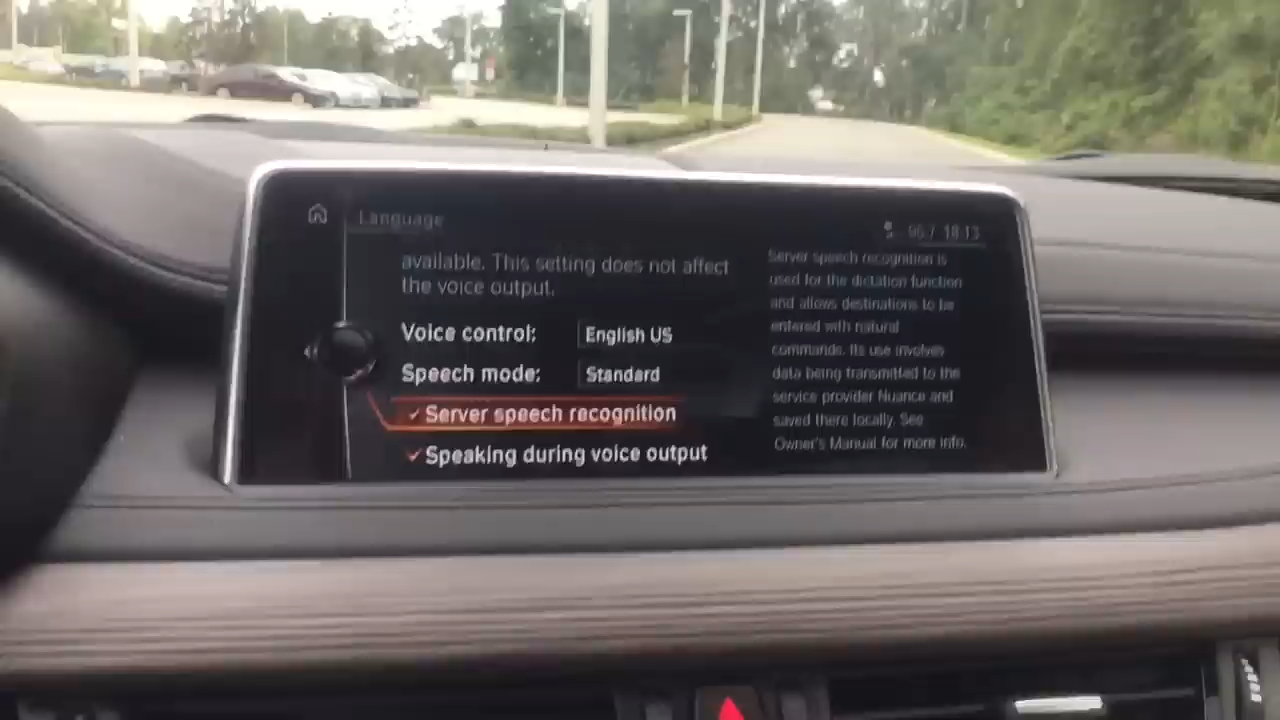 Language
18:13
available. This setting does not affect
the voice output.
Voice control: English US
Speech mode: Standard
Server speech recognition
Speaking during voice output
Server speech recognition is
used for the dictation function
and allows destinations to be
entered with natural
commands. Its use involves
data being transmitted to the
service provider Nuance and
saved there locally. See
Owner's Manual for more info.